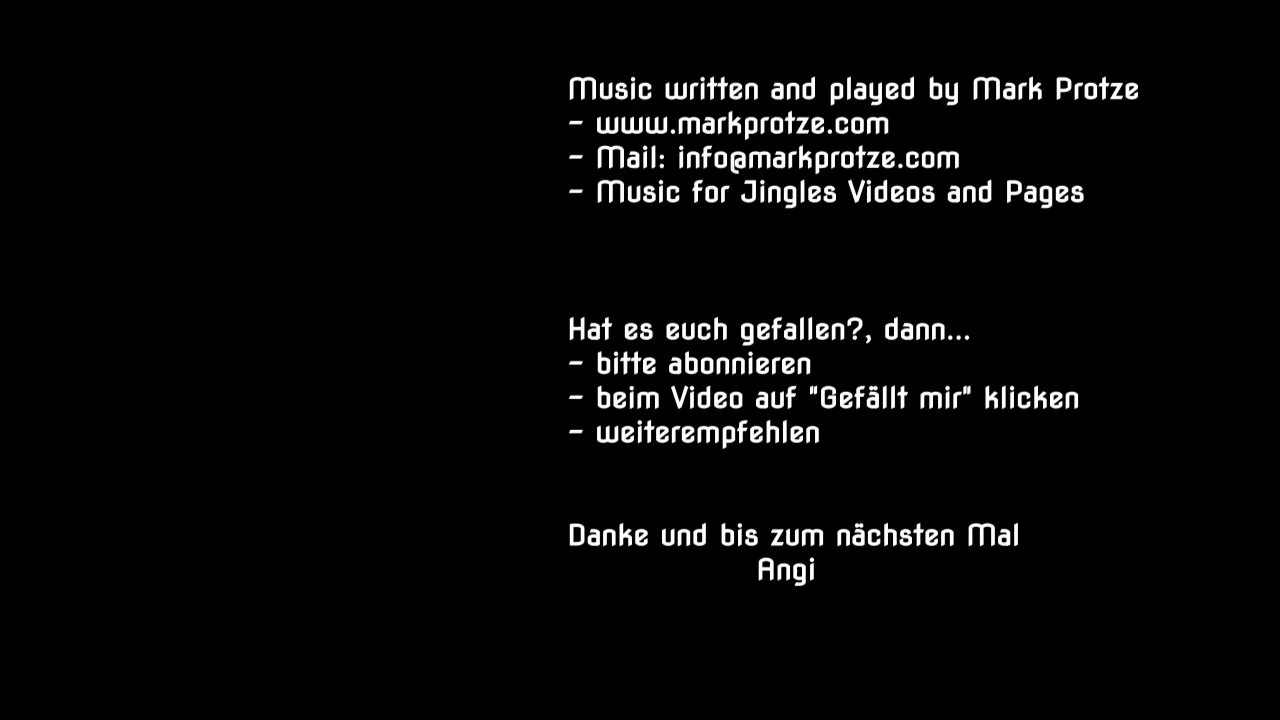 Music written and played by Mark Protze
- www.markprotze.com
- Mail: info@markprotze.com
- Music for Jingles Videos and Pages
Hat es euch gefallen?, dann...
- bitte abonnieren
- beim Video auf "Gefällt mir" klicken
- weiterempfehlen
Danke und bis zum nächsten Mal
Angi